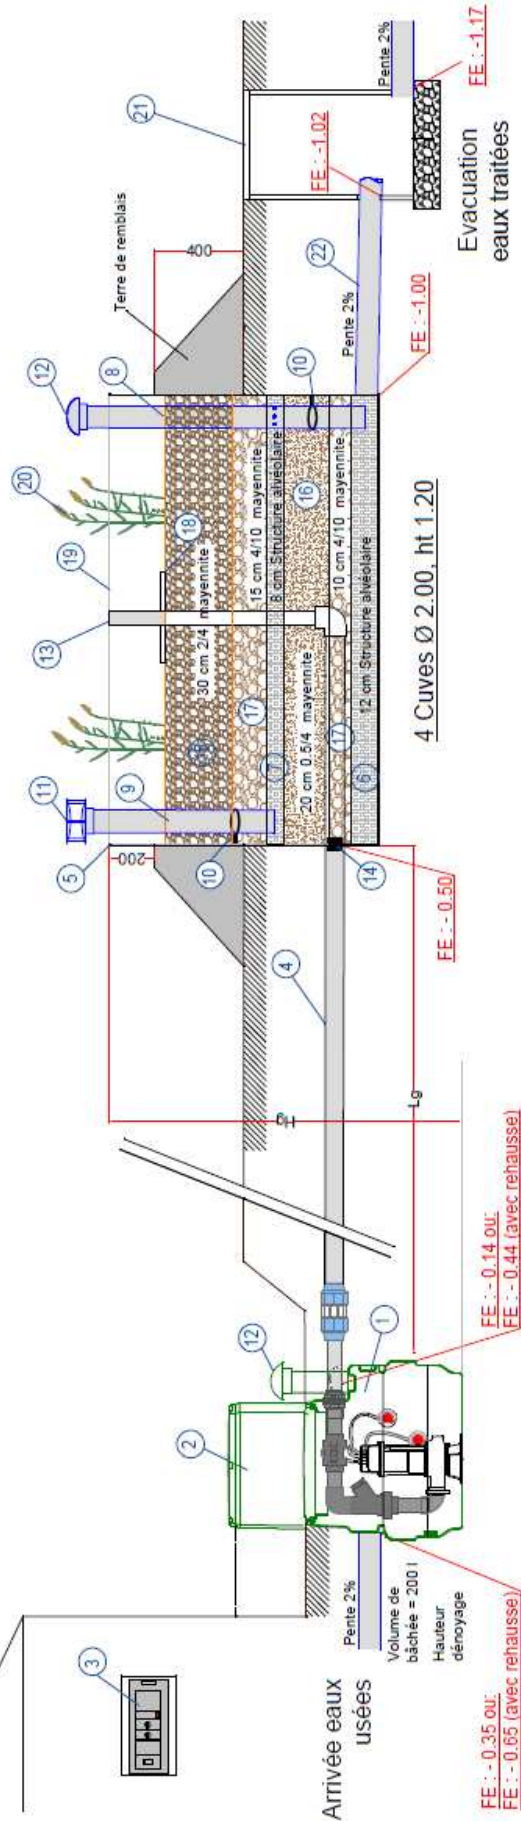 3
Arrivée eaux
usées
FE : - 0.35 ou:
FE : - 0.65 (avec rehausse)
Pente 2%
Volume de
bâchée = 200 l
Hauteur
dénoyage
2
12
1
FE : - 0.14 ou:
FE : - 0.44 (avec rehausse)
Hg
Lg
4
FE : - 0.50
14
5
200
11
9
10
13
19
20
12
8
18
30 cm 2/4 mayennite
17
15 cm 4/10 mayennite
7
8 cm Structure alvéolaire
20 cm 0.5/4 mayennite
16
10
17
10 cm 4/10 mayennite
6
12 cm Structure alvéolaire
4 Cuves Ø 2.00, ht 1.20
Terre de remblais
400
Pente 2%
22
FE : -1.00
21
FE : -1.02
Pente 2%
FE : -1.17
Evacuation
eaux traitées